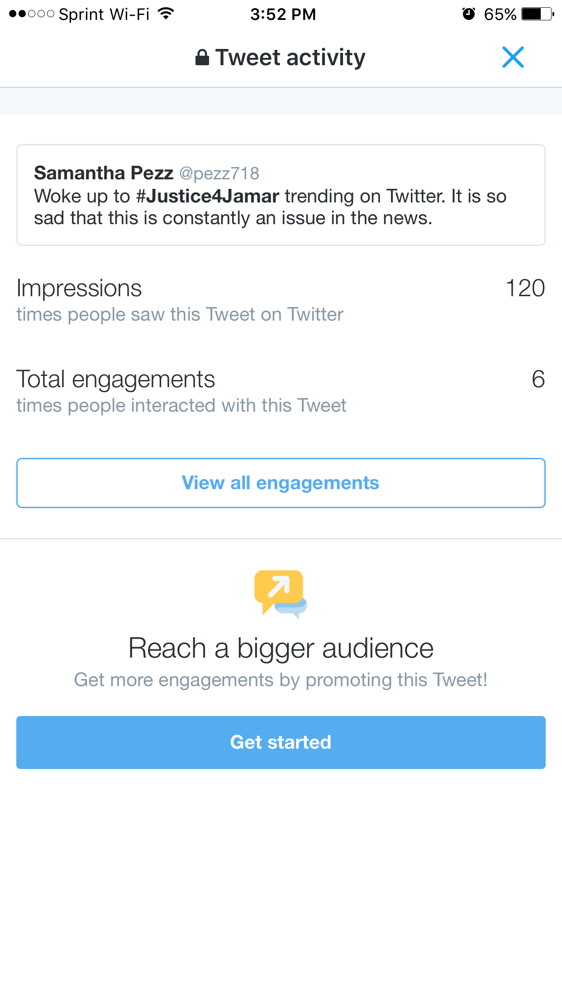 Sprint Wi-Fi 3:52 PM 65%
Tweet activity
Samantha Pezz @pezz718
Woke up to #Justice4Jamar trending on Twitter. It is so
sad that this is constantly an issue in the news.
Impressions 120
times people saw this Tweet on Twitter
Total engagements 6
times people interacted with this Tweet
View all engagements
Reach a bigger audience
Get more engagements by promoting this Tweet!
Get started